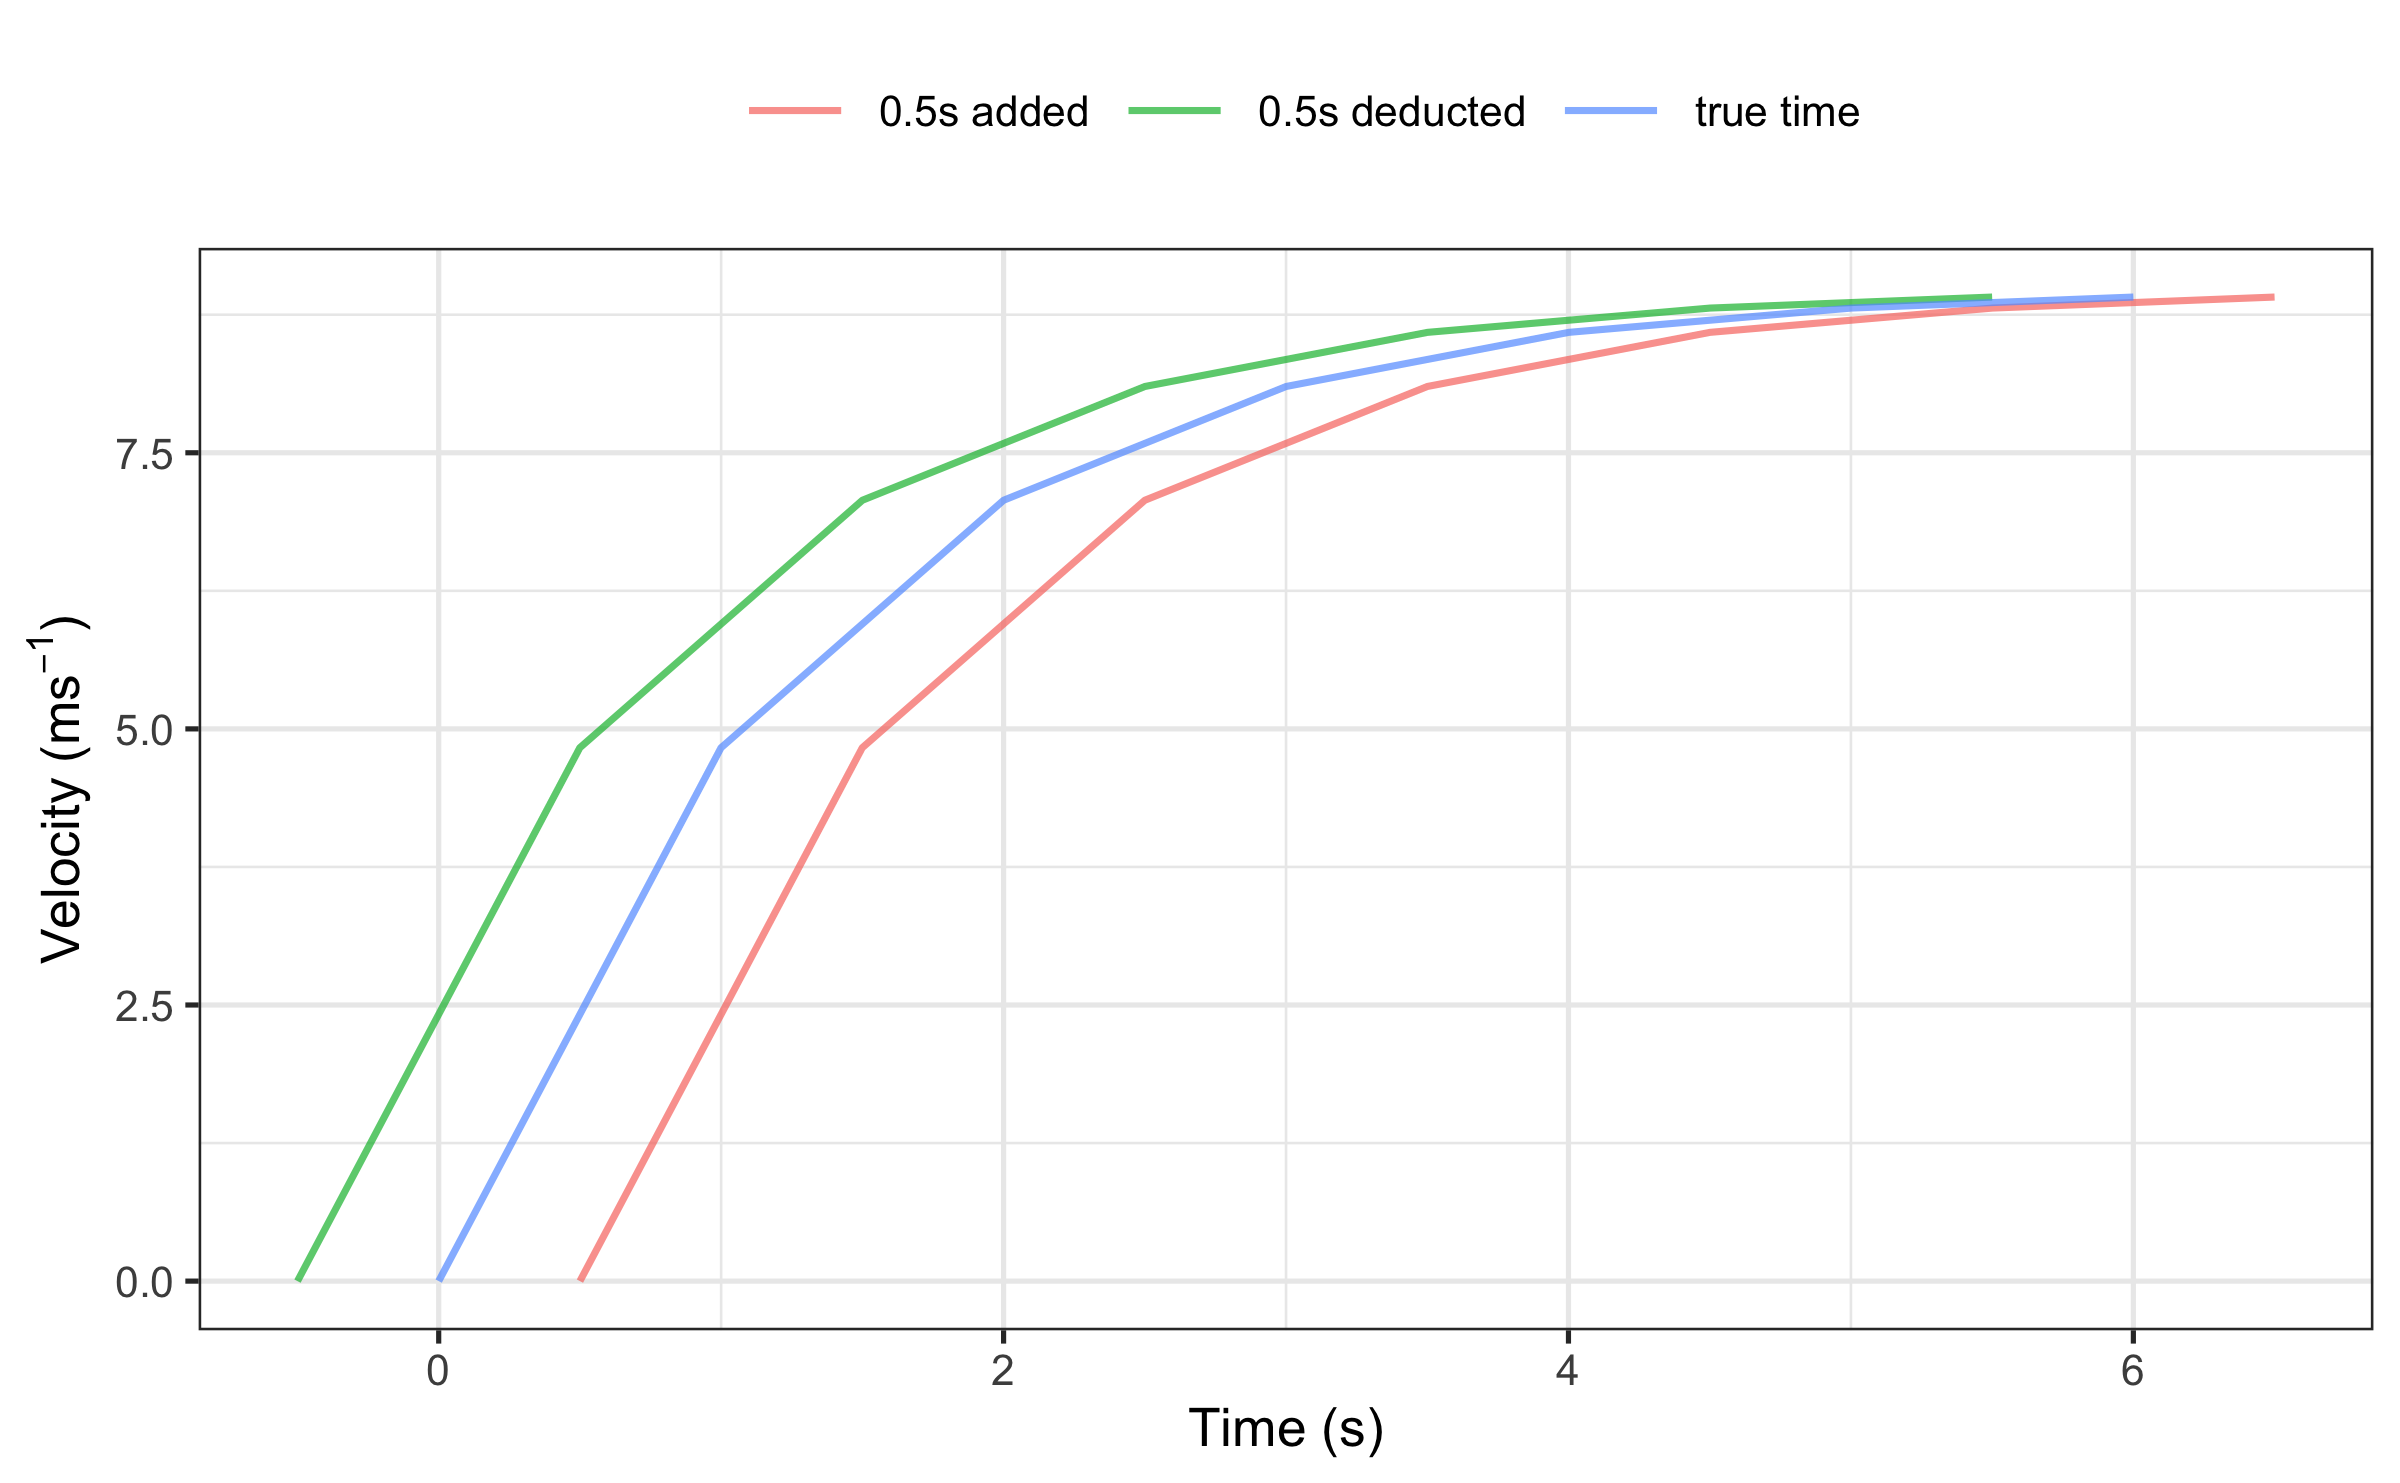 0.5s added 0.5s deducted true time
7.5
5.0
2.5
0.0
Velocity (ms⁻¹)
0 2 4 6
Time (s)